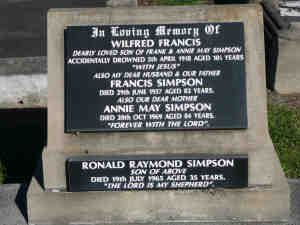 In Loving Memory Of
WILFRED FRANCIS
DEARLY LOVED SON OF FRANK & ANNIE MAY SIMPSON
ACCIDENTALLY DROWNED 5th APRIL 1918 AGED 10½ YEARS
"WITH JESUS"
ALSO MY DEAR HUSBAND & OUR FATHER
FRANCIS SIMPSON
DIED 29th JUNE 1957 AGED 82 YEARS.
ALSO OUR DEAR MOTHER
ANNIE MAY SIMPSON
DIED 28th OCT 1969 AGED 84 YEARS.
"FOREVER WITH THE LORD".
RONALD RAYMOND SIMPSON
SON OF ABOVE
DIED 19th JULY 1965 AGED 35 YEARS.
"THE LORD IS MY SHEPHERD".